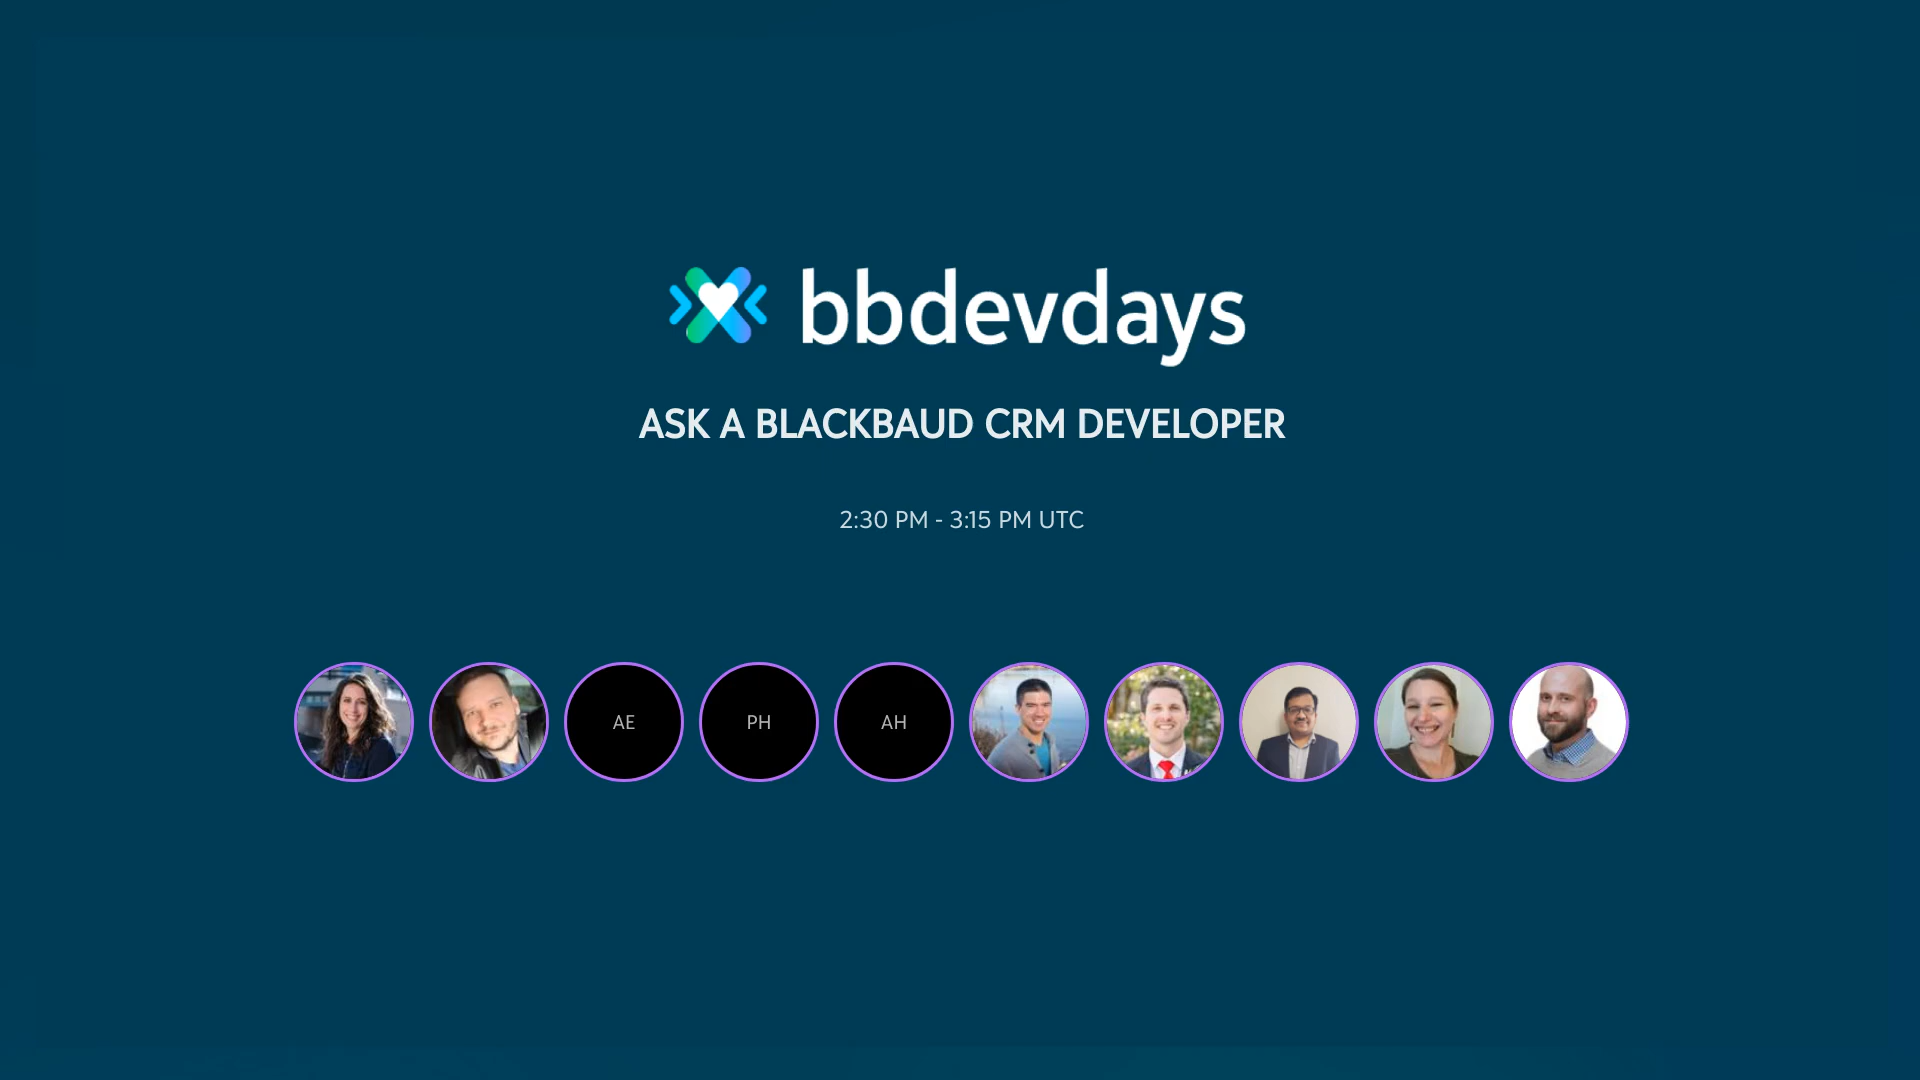 bbdevdays
ASK A BLACKBAUD CRM DEVELOPER
2:30 PM - 3:15 PM UTC
AE
PH
AH